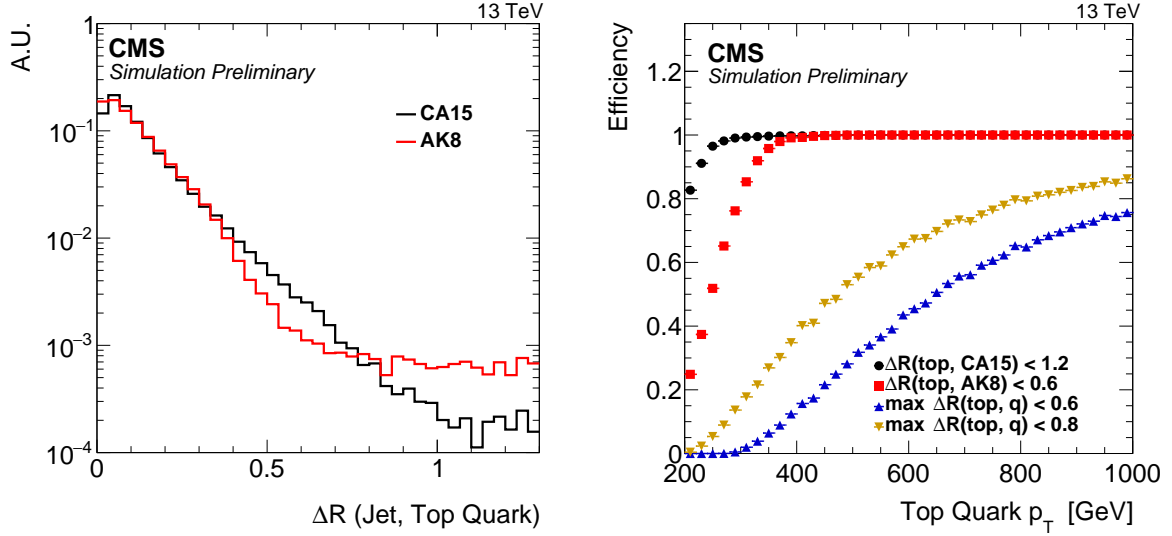 13 TeV
A.U.
CMS
Simulation Preliminary
CA15
AK8
10⁻¹
10⁻²
10⁻³
10⁻⁴
0 0.5 1
ΔR (Jet, Top Quark)
13 TeV
Efficiency
CMS
Simulation Preliminary
1.2
1
0.8
0.6
0.4
0.2
0
ΔR(top, CA15) < 1.2
ΔR(top, AK8) < 0.6
max ΔR(top, q) < 0.6
max ΔR(top, q) < 0.8
200 400 600 800 1000
Top Quark p_T [GeV]